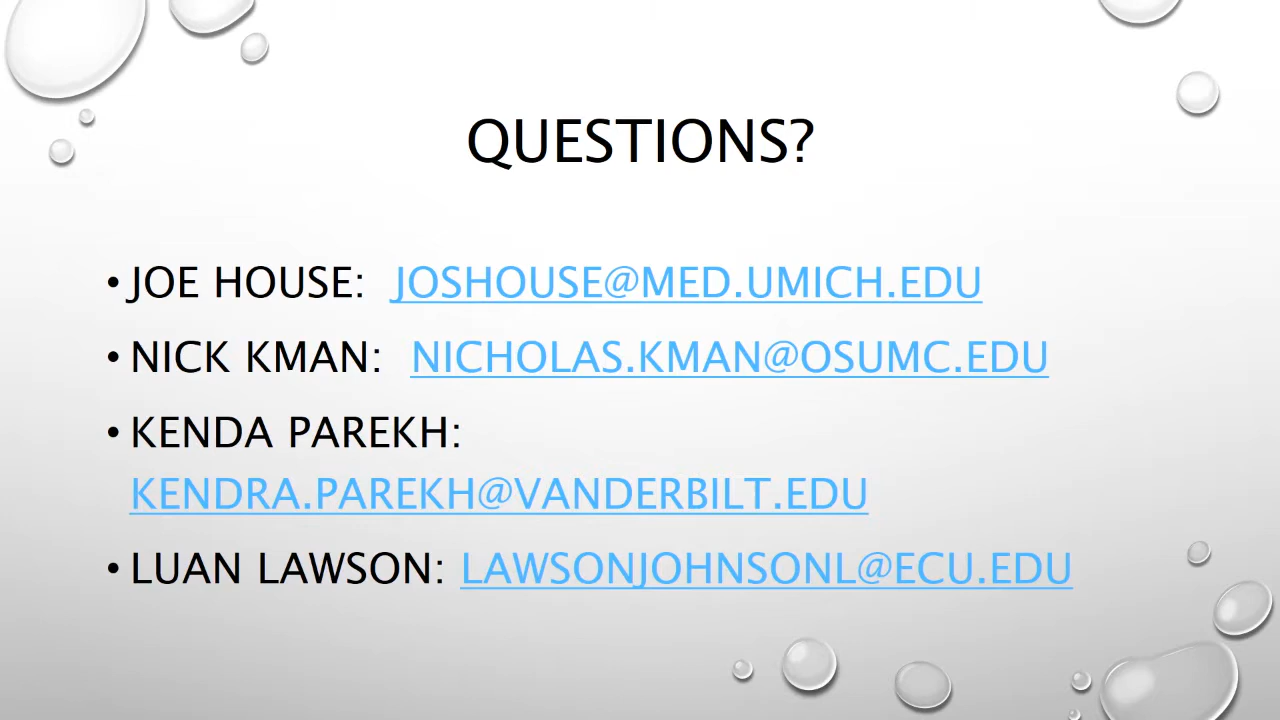 QUESTIONS?
• JOE HOUSE: JOSHOUSE@MED.UMICH.EDU
• NICK KMAN: NICHOLAS.KMAN@OSUMC.EDU
• KENDA PAREKH:
KENDRA.PAREKH@VANDERBILT.EDU
• LUAN LAWSON: LAWSONJOHNSONL@ECU.EDU